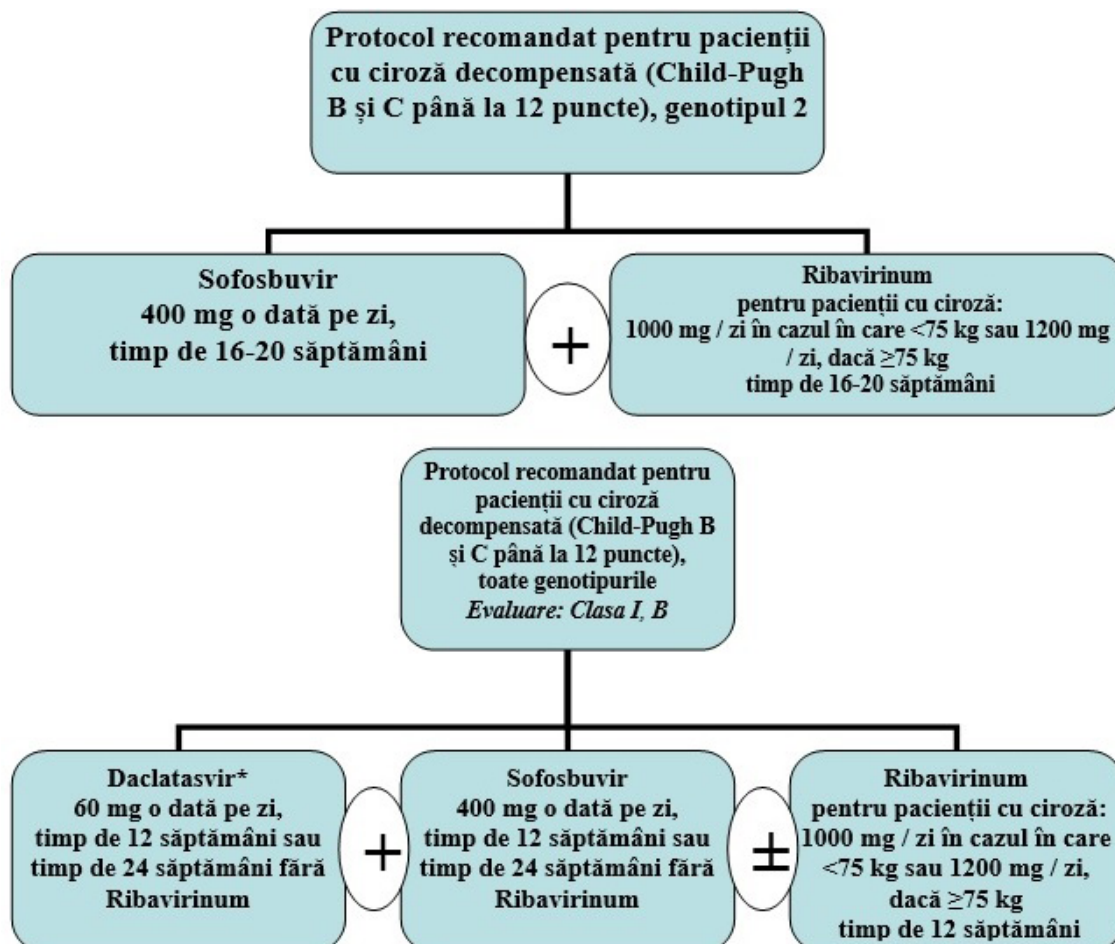 Protocol recomandat pentru pacienții
cu ciroză decompensată (Child-Pugh
B și C până la 12 puncte), genotipul 2
Sofosbuvir
400 mg o dată pe zi,
timp de 16-20 săptămâni
+
Ribavirinum
pentru pacienții cu ciroză:
1000 mg / zi în cazul în care <75 kg sau 1200 mg
/ zi, dacă ≥75 kg
timp de 16-20 săptămâni
Protocol recomandat pentru
pacienții cu ciroză
decompensată (Child-Pugh B
și C până la 12 puncte),
toate genotipurile
Evaluare: Clasa I, B
Daclatasvir*
60 mg o dată pe zi,
timp de 12 săptămâni sau
timp de 24 săptămâni fără
Ribavirinum
+
Sofosbuvir
400 mg o dată pe zi,
timp de 12 săptămâni sau
timp de 24 săptămâni fără
Ribavirinum
±
Ribavirinum
pentru pacienții cu ciroză:
1000 mg / zi în cazul în care
<75 kg sau 1200 mg / zi,
dacă ≥75 kg
timp de 12 săptămâni